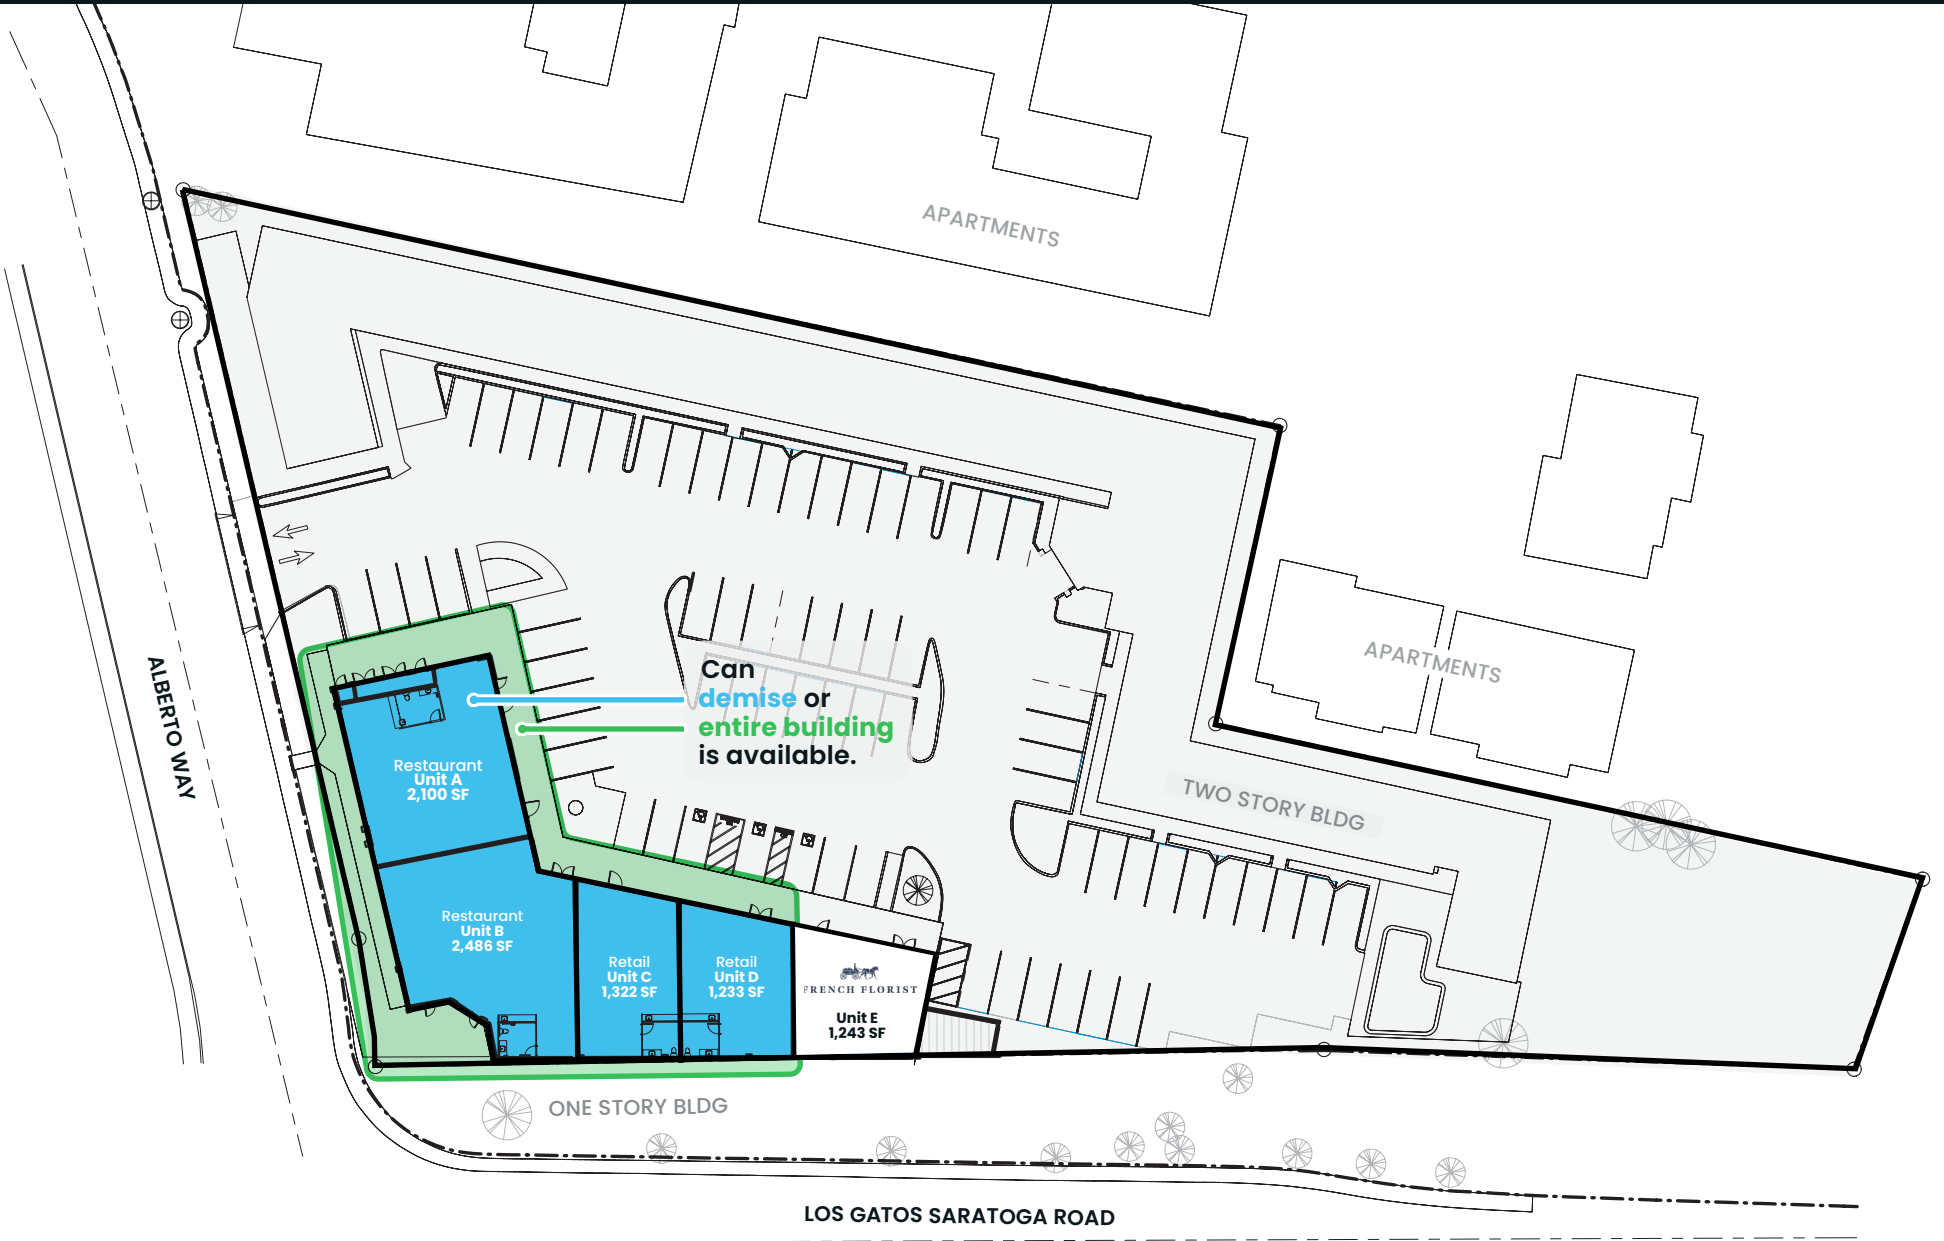 APARTMENTS
APARTMENTS
ALBERTO WAY
Can
demise or
entire building
is available.
TWO STORY BLDG
Restaurant
Unit A
2,100 SF
Restaurant
Unit B
2,486 SF
Retail
Unit C
1,322 SF
Retail
Unit D
1,233 SF
FRENCH FLORIST
Unit E
1,243 SF
ONE STORY BLDG
LOS GATOS SARATOGA ROAD